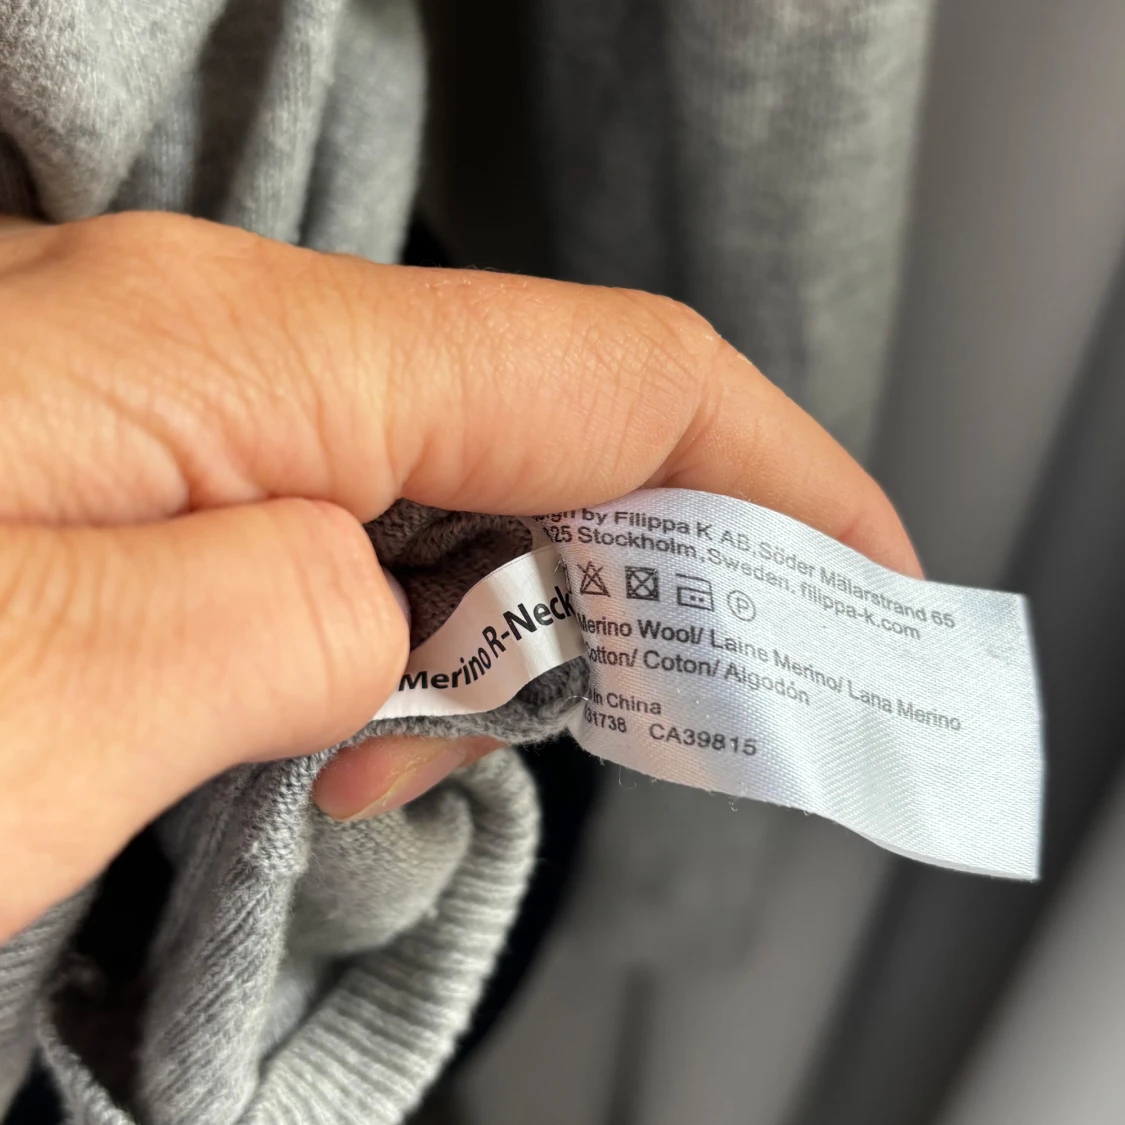 by Filippa K AB, Söder Mälarstrand 65
Stockholm, Sweden. filippa-k.com
P
Merino Wool/ Laine Merino/ Lana Merino
Cotton/ Coton/ Algodón
in China
31738 CA39815
Merino R-Neck